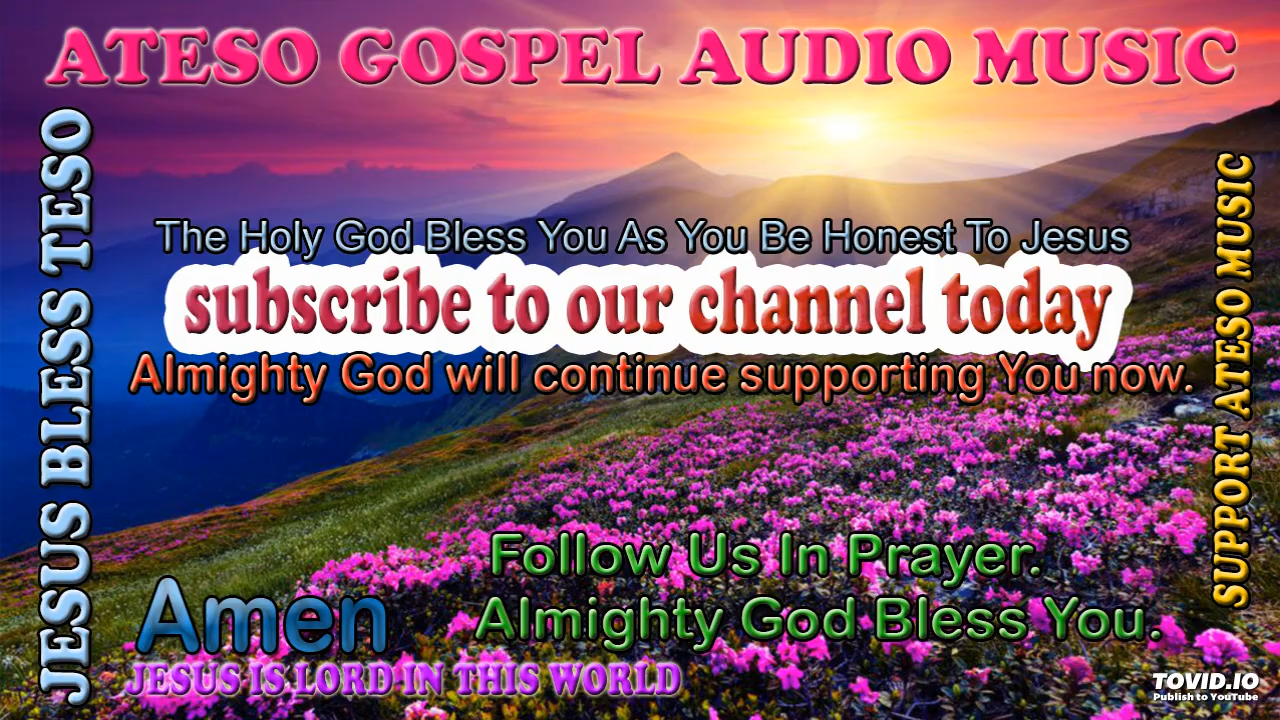 ATESO GOSPEL AUDIO MUSIC
JESUS BLESS TESO
The Holy God Bless You As You Be Honest To Jesus
subscribe to our channel today
Almighty God will continue supporting You now.
SUPPORT ATESO MUSIC
Follow Us In Prayer.
Almighty God Bless You.
Amen
JESUS IS LORD IN THIS WORLD
TOVID.IO
Publish to YouTube